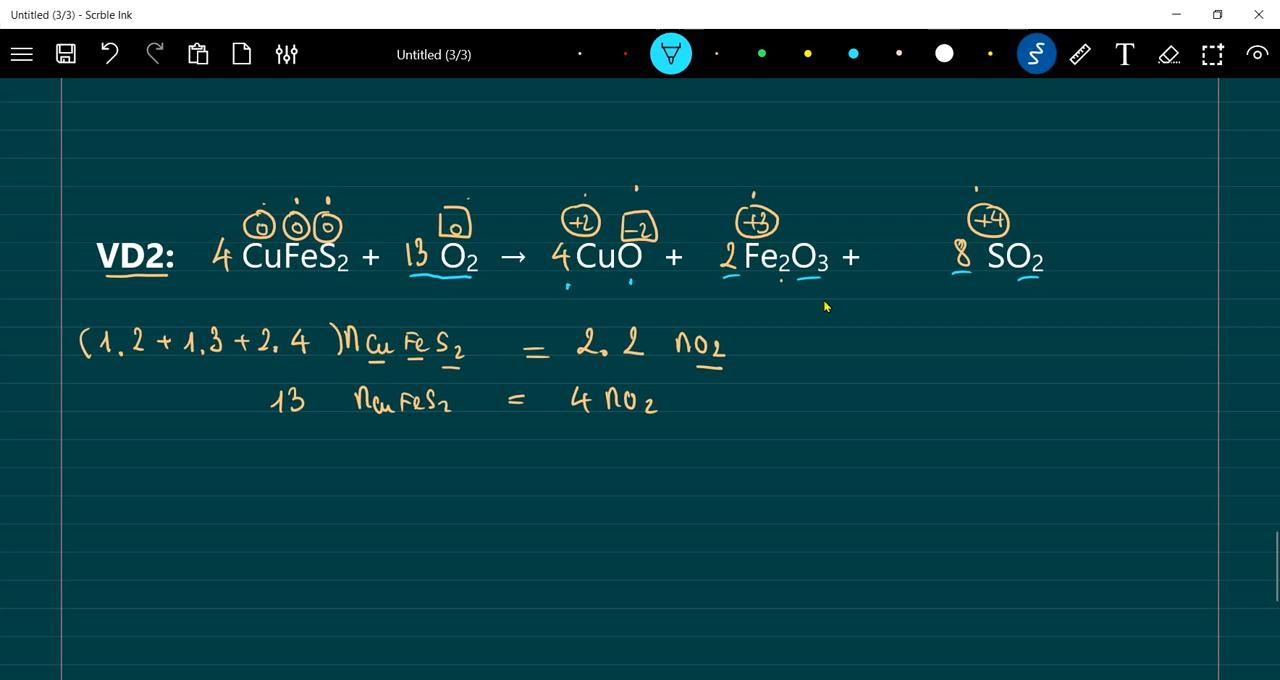 Untitled (3/3) - Scrble Ink
Untitled (3/3)
T
0 0 0 0 +2 -2 +3 +4
VD2: 4 CuFeS₂ + 13 O₂ → 4 CuO + 2 Fe₂O₃ + 8 SO₂
(1.2 + 1.3 + 2.4) nCuFeS₂ = 2.2 nO₂
13 nCuFeS₂ = 4 nO₂